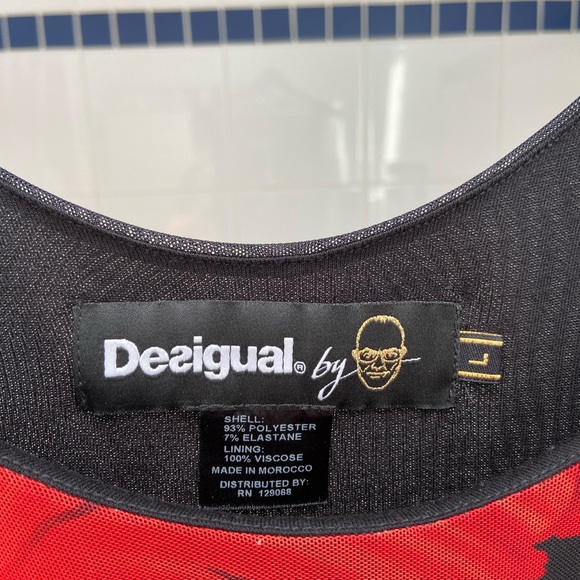 Desigual® by
L
SHELL:
93% POLYESTER
7% ELASTANE
LINING:
100% VISCOSE
MADE IN MOROCCO
DISTRIBUTED BY:
RN 129068